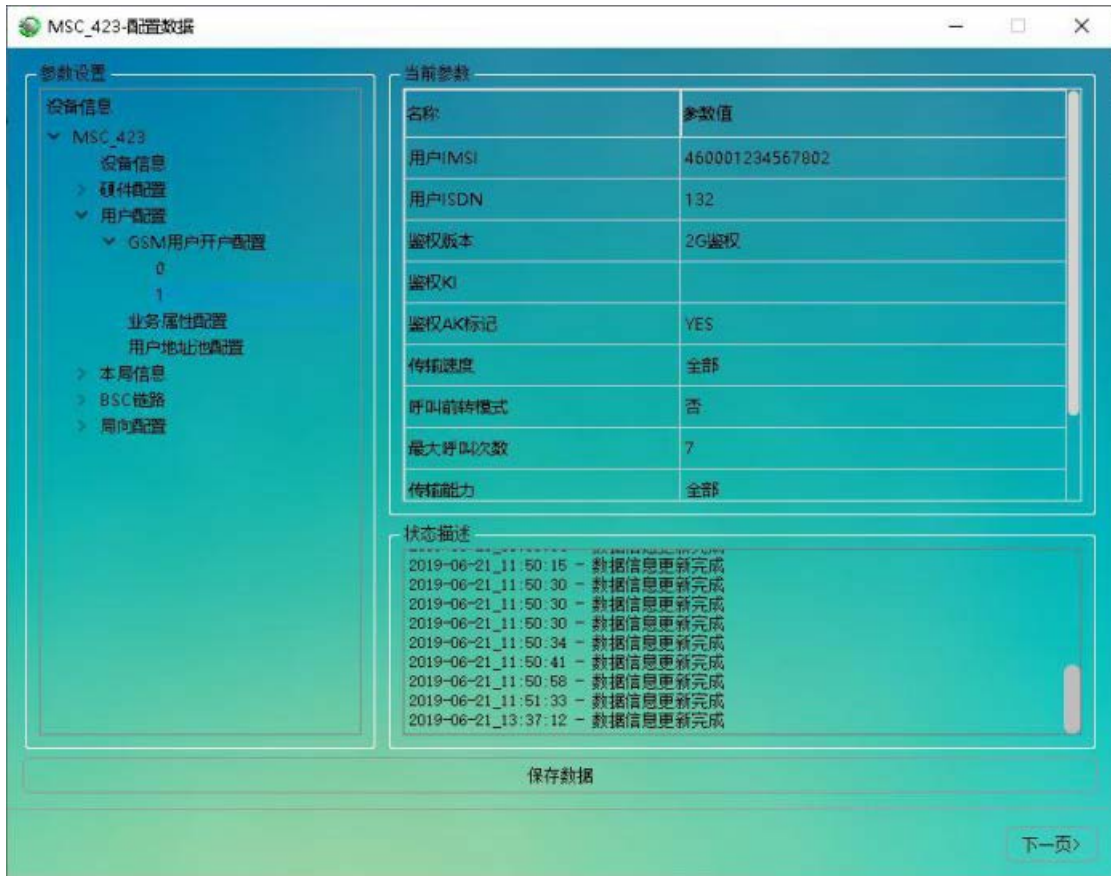 MSC_423-配置数据
参数设置
设备信息
MSC_423
设备信息
硬件配置
用户配置
GSM用户开户配置
0
1
业务属性配置
用户地址池配置
本局信息
BSC链路
局向配置
当前参数
名称 参数值
用户IMSI 460001234567802
用户ISDN 132
鉴权版本 2G鉴权
鉴权KI
鉴权AK标记 YES
传输速度 全部
呼叫前转模式 否
最大呼叫次数 7
传输能力 全部
状态描述
2019-06-21_11:50:15 - 数据信息更新完成
2019-06-21_11:50:30 - 数据信息更新完成
2019-06-21_11:50:30 - 数据信息更新完成
2019-06-21_11:50:30 - 数据信息更新完成
2019-06-21_11:50:34 - 数据信息更新完成
2019-06-21_11:50:41 - 数据信息更新完成
2019-06-21_11:50:58 - 数据信息更新完成
2019-06-21_11:51:33 - 数据信息更新完成
2019-06-21_13:37:12 - 数据信息更新完成
保存数据
下一页>